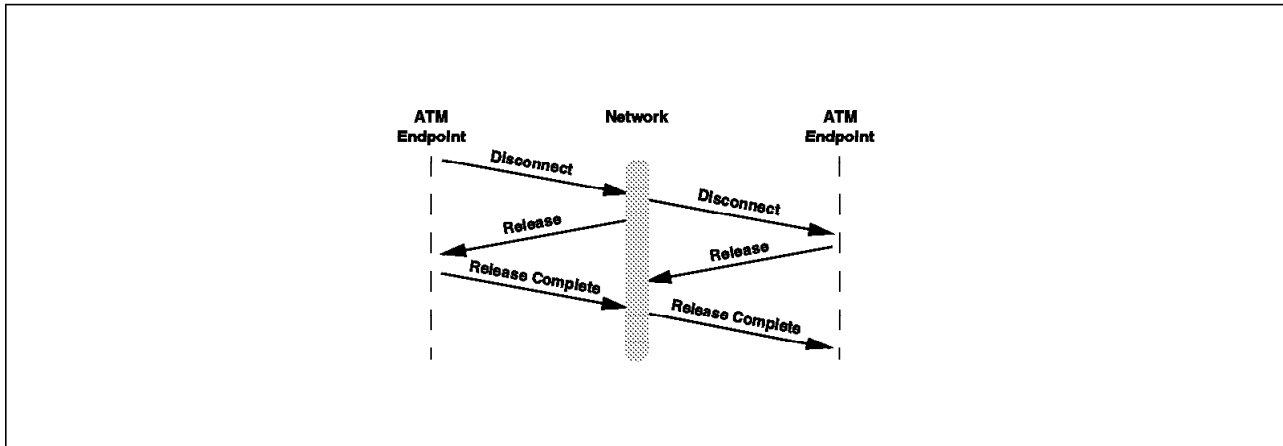 ATM
Endpoint
Network
ATM
Endpoint
Disconnect
Disconnect
Release
Release
Release Complete
Release Complete